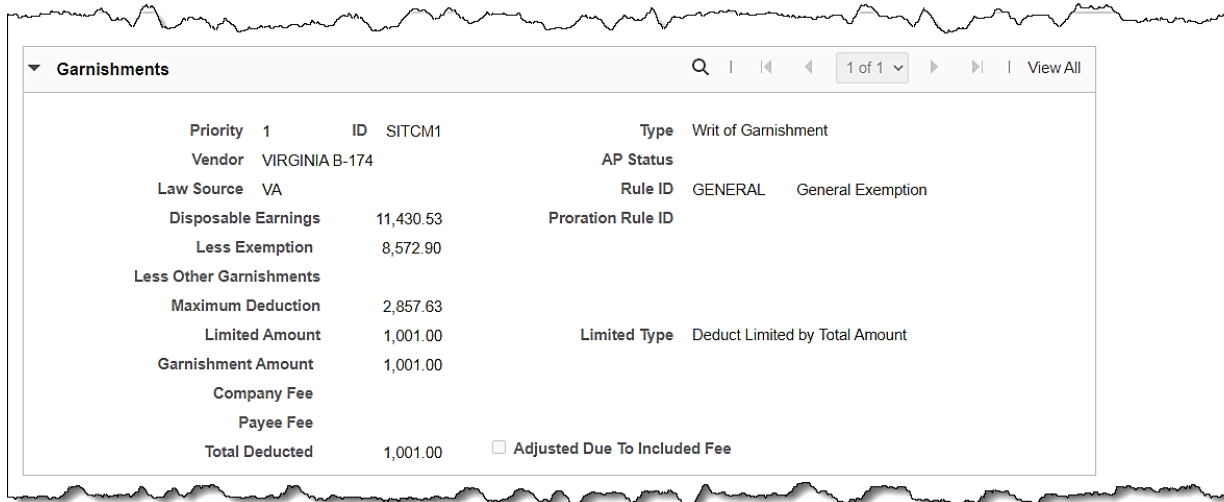 Garnishments 1 of 1 View All
Priority 1 ID SITCM1 Type Writ of Garnishment
Vendor VIRGINIA B-174 AP Status
Law Source VA Rule ID GENERAL General Exemption
Disposable Earnings 11,430.53 Proration Rule ID
Less Exemption 8,572.90
Less Other Garnishments
Maximum Deduction 2,857.63
Limited Amount 1,001.00 Limited Type Deduct Limited by Total Amount
Garnishment Amount 1,001.00
Company Fee
Payee Fee
Total Deducted 1,001.00 Adjusted Due To Included Fee